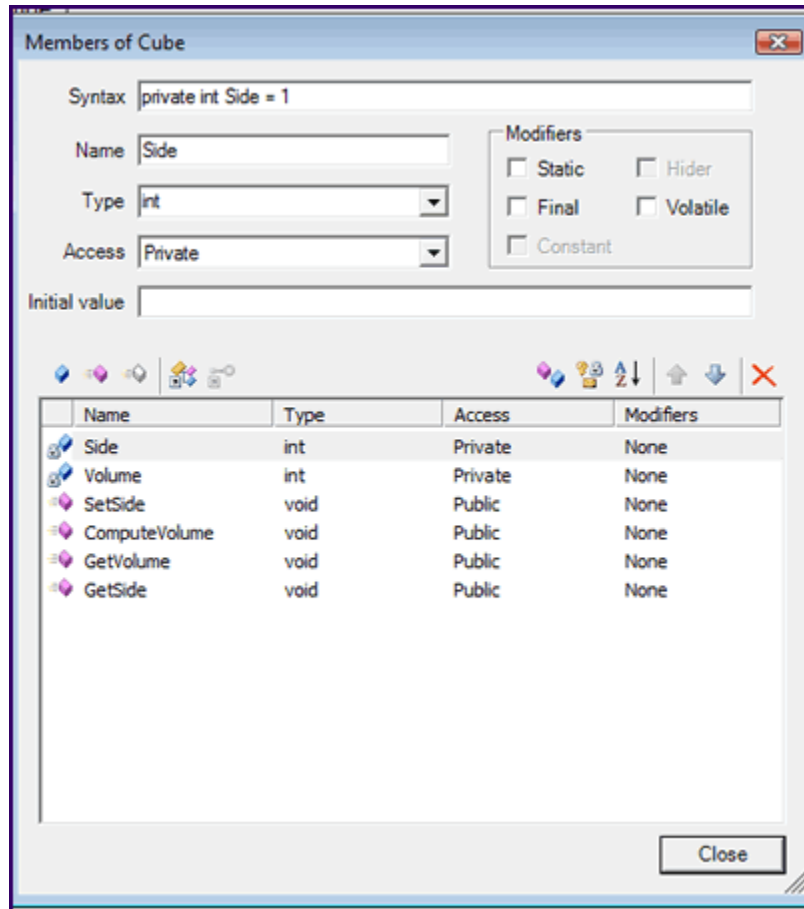 Members of Cube
Syntax private int Side = 1
Modifiers
Name Side
Static Hider
Type int
Final Volatile
Access Private
Constant
Initial value
Name Type Access Modifiers
Side int Private None
Volume int Private None
SetSide void Public None
ComputeVolume void Public None
GetVolume void Public None
GetSide void Public None
Close